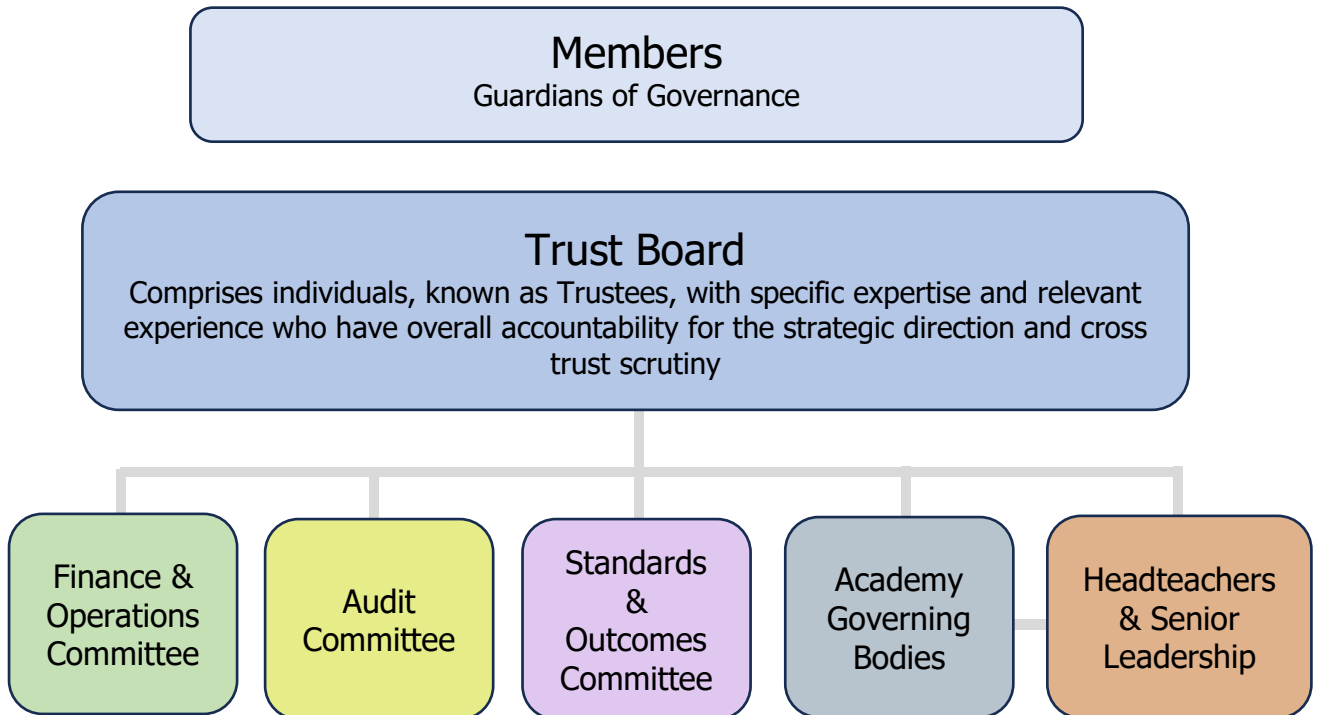 Members
Guardians of Governance
Trust Board
Comprises individuals, known as Trustees, with specific expertise and relevant
experience who have overall accountability for the strategic direction and cross
trust scrutiny
Finance &
Operations
Committee
Audit
Committee
Standards
&
Outcomes
Committee
Academy
Governing
Bodies
Headteachers
& Senior
Leadership